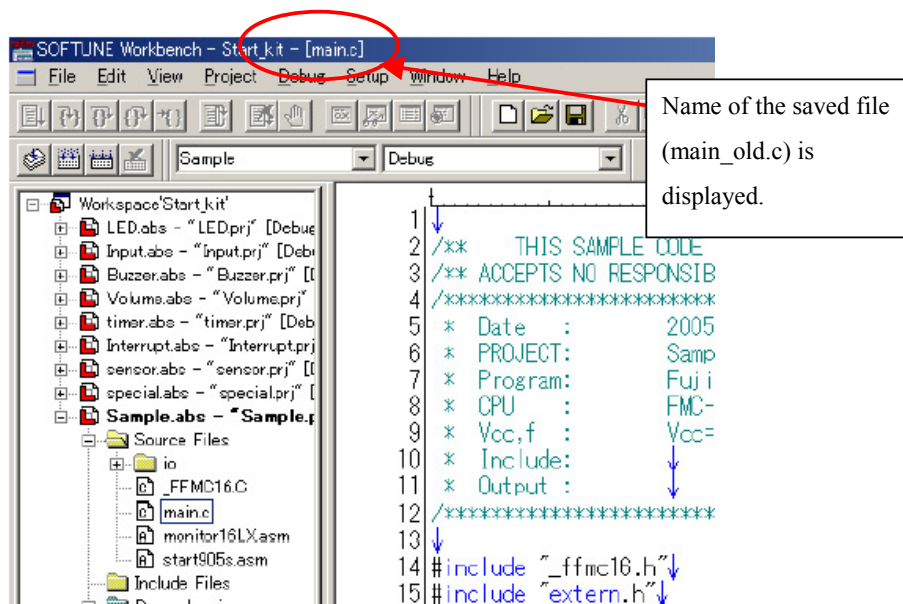 SOFTUNE Workbench - Start_kit - [main.c]
File Edit View Project Debug Setup Window Help
Name of the saved file
(main_old.c) is
displayed.
Sample
Debug
Workspace'Start_kit'
LED.abs - "LED.prj" [Debug
Input.abs - "Input.prj" [Deb
Buzzer.abs - "Buzzer.prj" [D
Volume.abs - "Volume.prj"
timer.abs - "timer.prj" [Deb
Interrupt.abs - "Interrupt.prj
sensor.abs - "sensor.prj" [D
special.abs - "special.prj" [
Sample.abs - "Sample.p
Source Files
io
_FFMC16.C
main.c
monitor16LX.asm
start905s.asm
Include Files
1
2 /** THIS SAMPLE CODE
3 /** ACCEPTS NO RESPONSIB
4 /*************************
5 * Date : 2005
6 * PROJECT: Samp
7 * Program: Fuji
8 * CPU : FMC-
9 * Vcc,f : Vcc=
10 * Include:
11 * Output :
12 /*************************
13
14 #include "_ffmc16.h"
15 #include "extern.h"